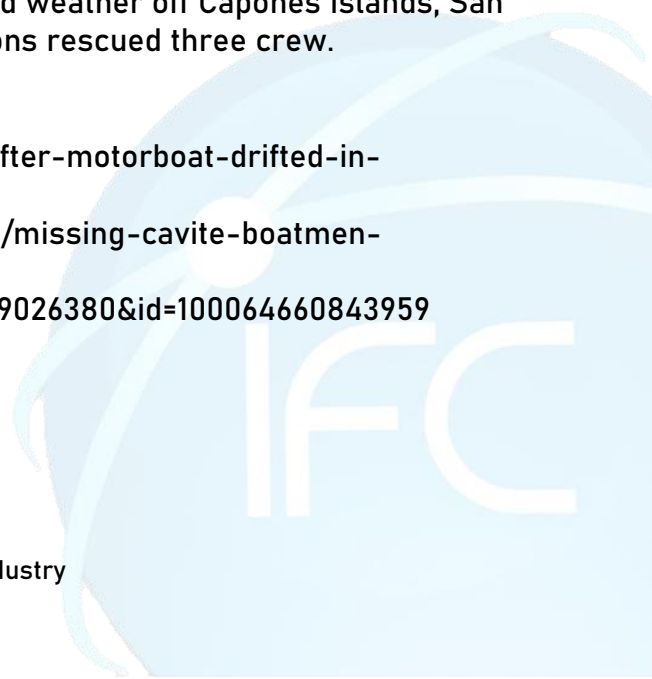 d weather off Capones Islands, San
ons rescued three crew.
fter-motorboat-drifted-in-
/missing-cavite-boatmen-
9026380&id=100064660843959
IFC
dustry